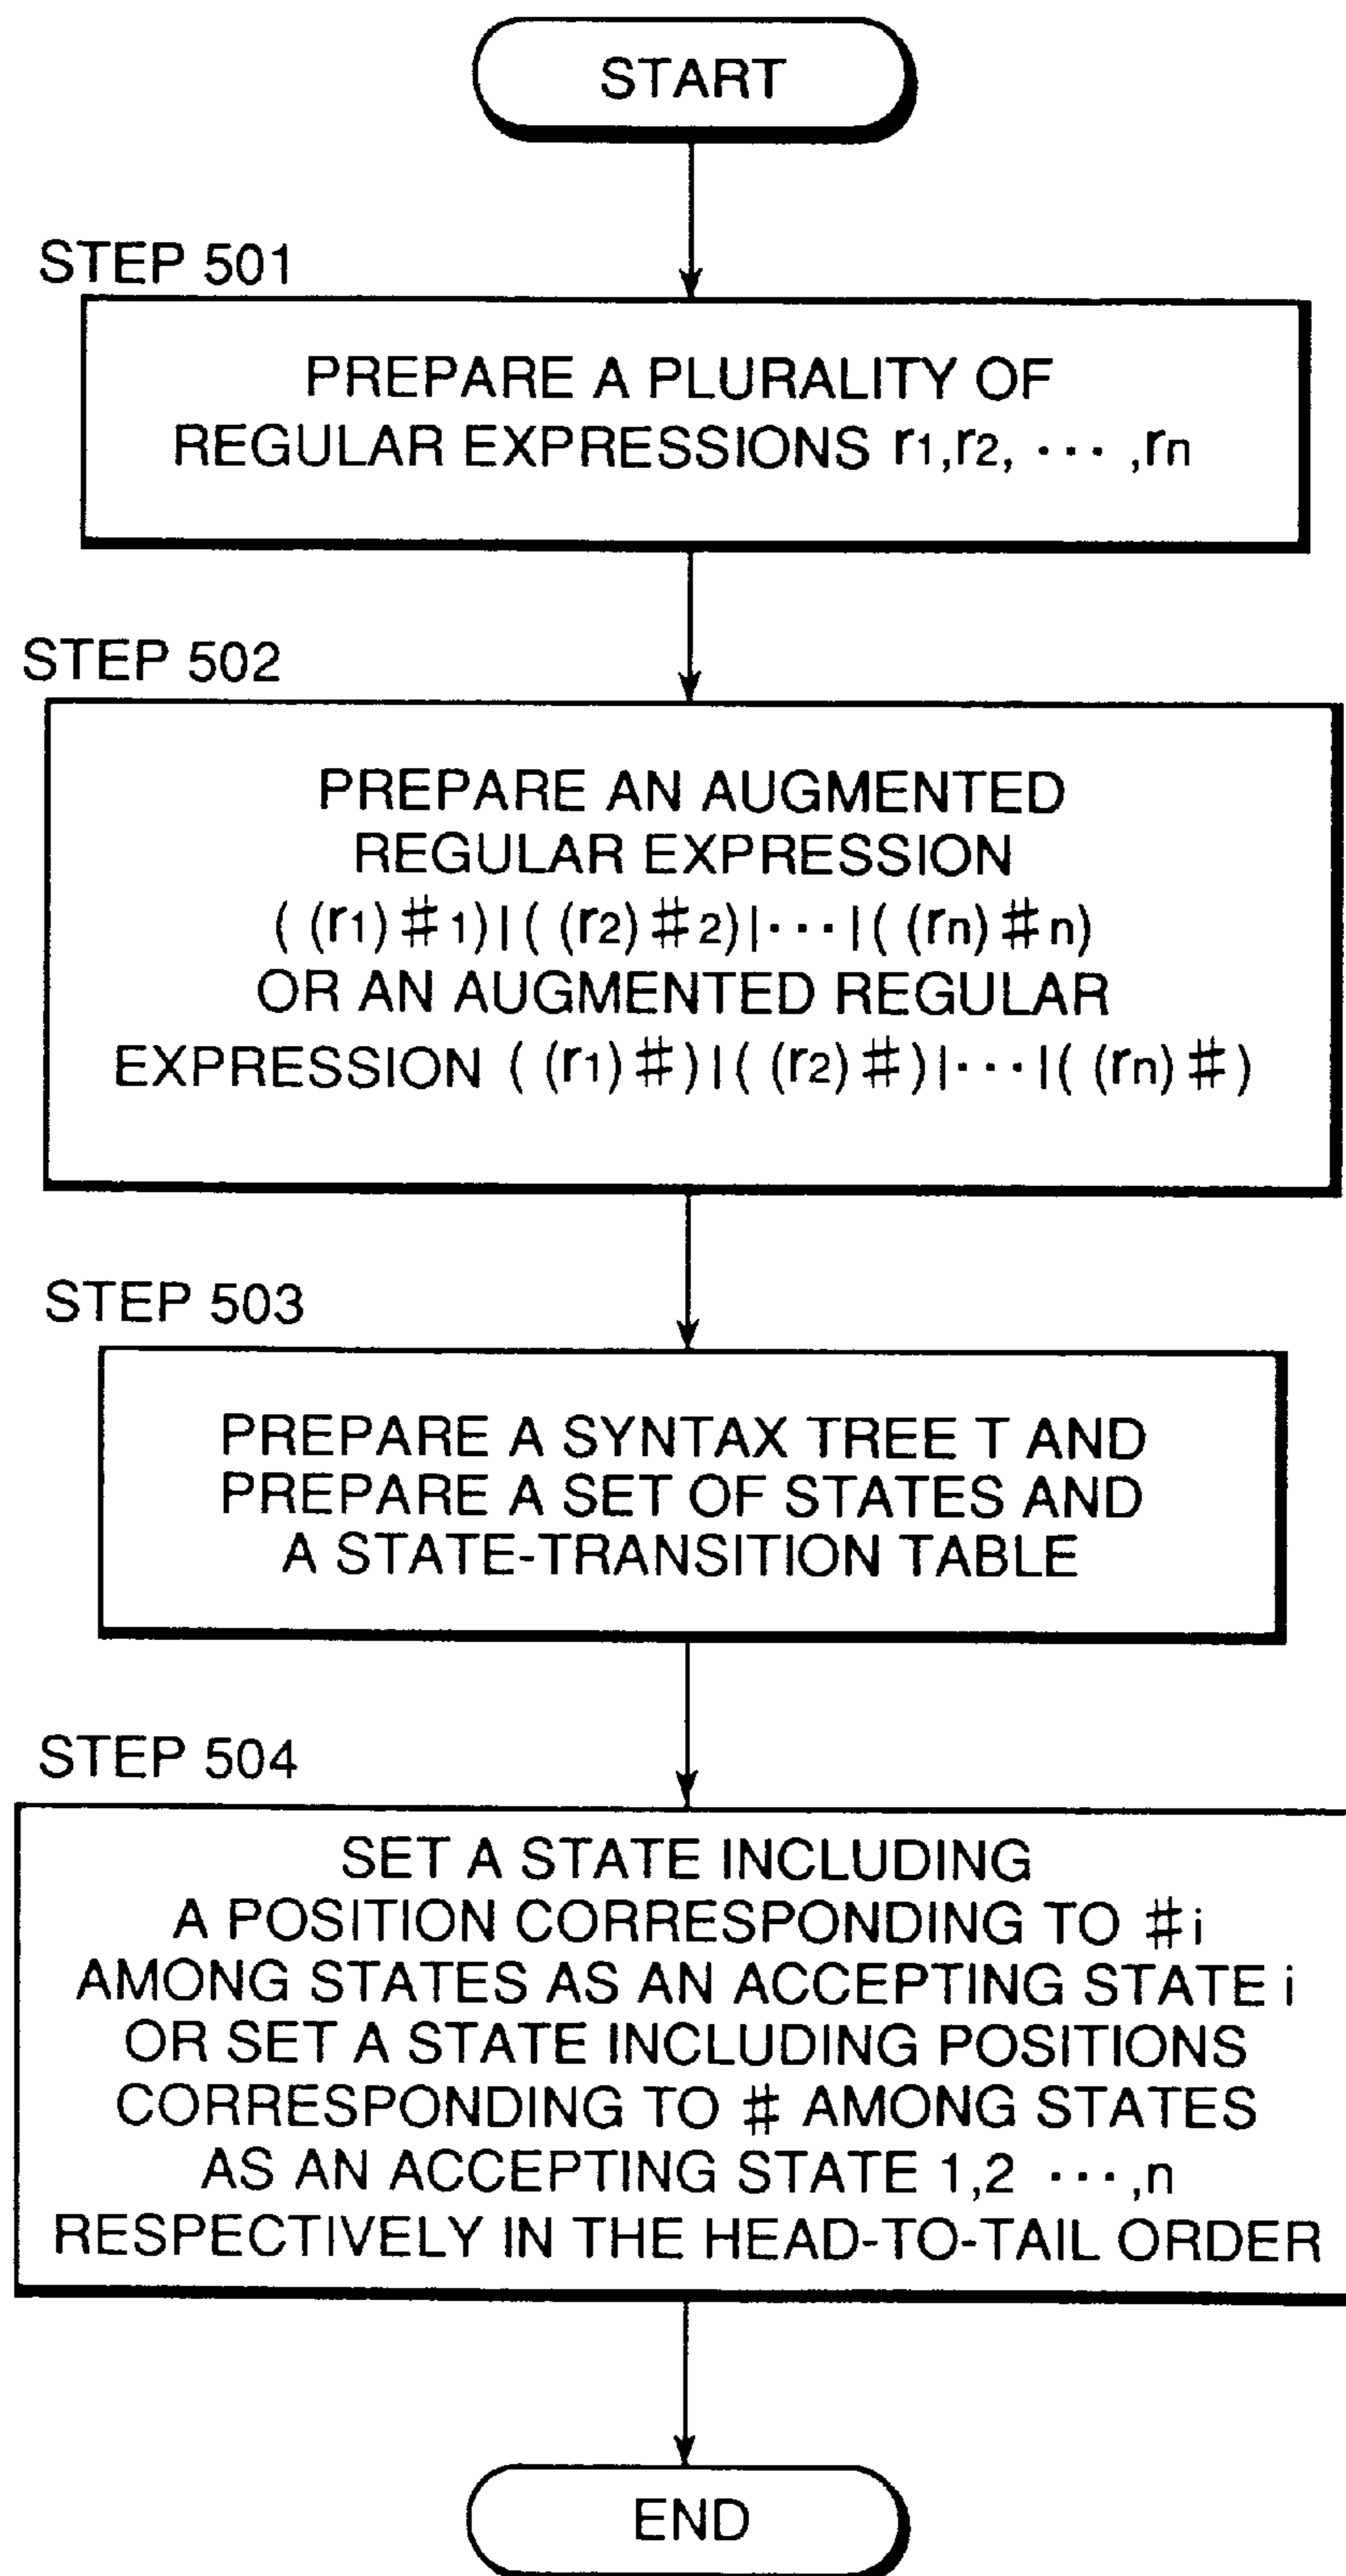 START
STEP 501
PREPARE A PLURALITY OF
REGULAR EXPRESSIONS r1,r2, ··· ,rn
STEP 502
PREPARE AN AUGMENTED
REGULAR EXPRESSION
((r1)#1)|((r2)#2)|···|((rn)#n)
OR AN AUGMENTED REGULAR
EXPRESSION ((r1)#)|((r2)#)|···|((rn)#)
STEP 503
PREPARE A SYNTAX TREE T AND
PREPARE A SET OF STATES AND
A STATE-TRANSITION TABLE
STEP 504
SET A STATE INCLUDING
A POSITION CORRESPONDING TO #i
AMONG STATES AS AN ACCEPTING STATE i
OR SET A STATE INCLUDING POSITIONS
CORRESPONDING TO # AMONG STATES
AS AN ACCEPTING STATE 1,2 ···,n
RESPECTIVELY IN THE HEAD-TO-TAIL ORDER
END